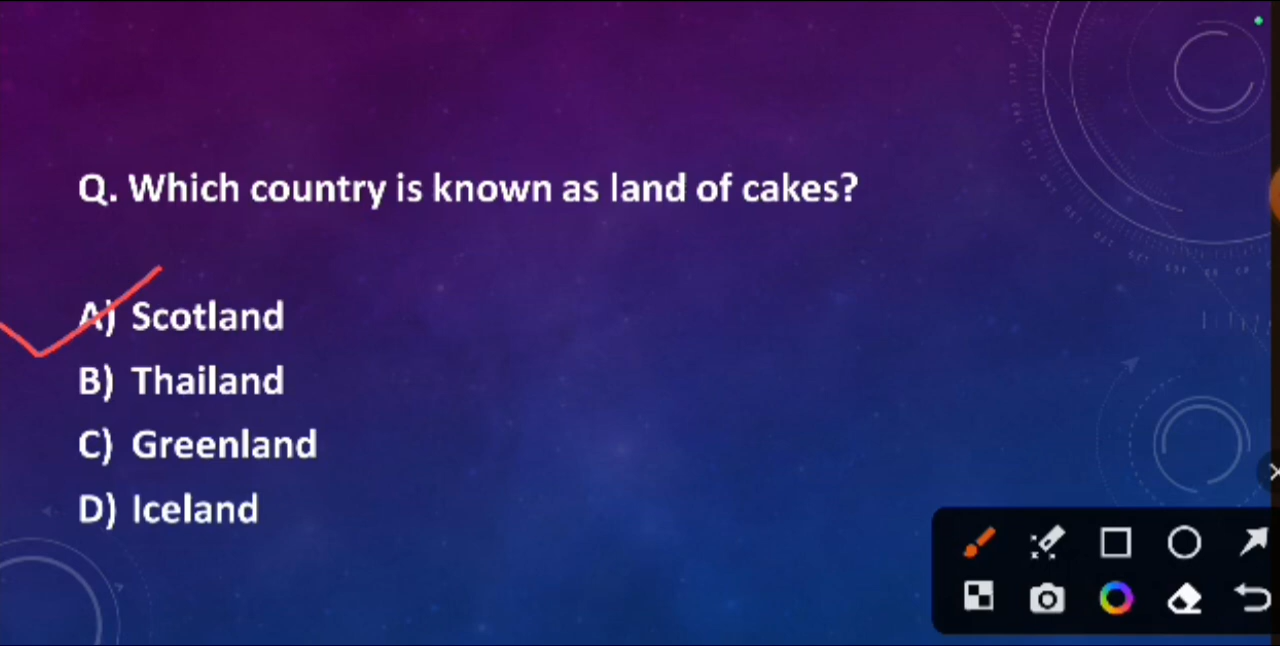 Q. Which country is known as land of cakes?
A) Scotland
B) Thailand
C) Greenland
D) Iceland